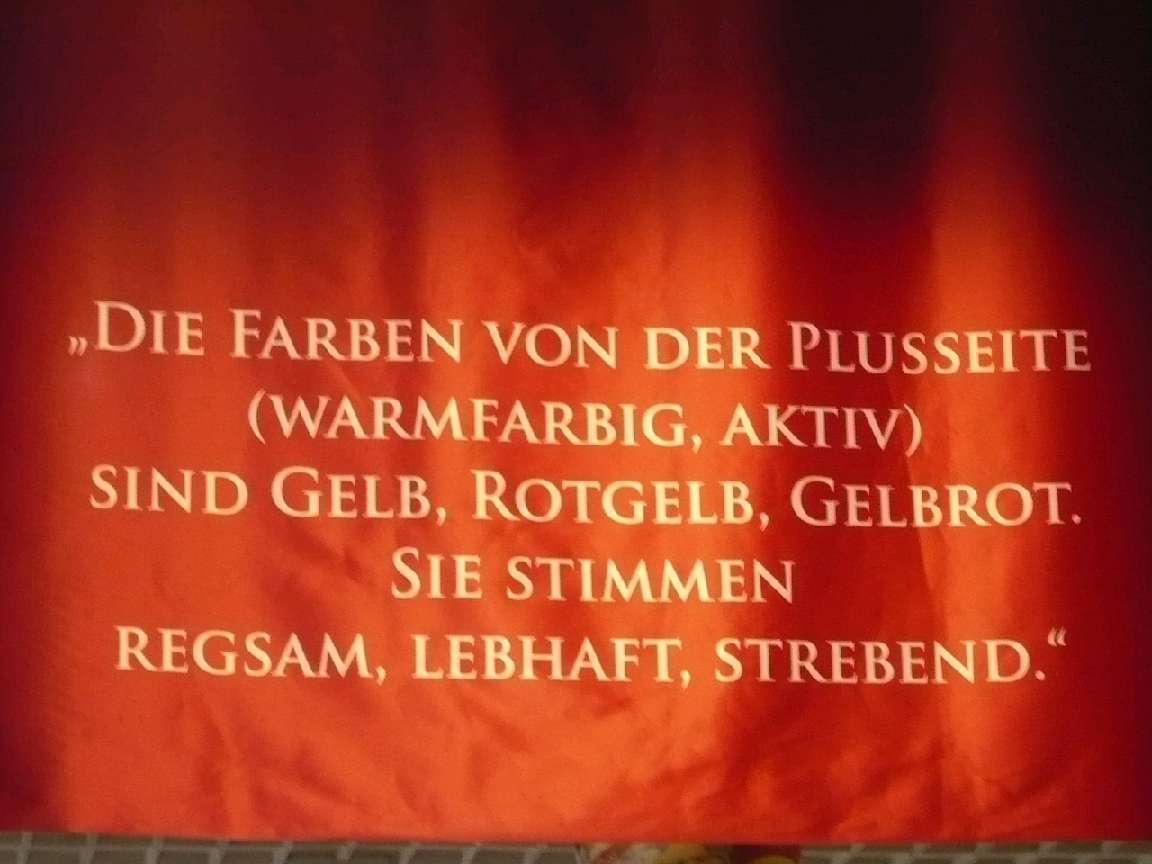 „Die Farben von der Plusseite
(warmfarbig, aktiv)
sind Gelb, Rotgelb, Gelbrot.
Sie stimmen
regsam, lebhaft, strebend.“